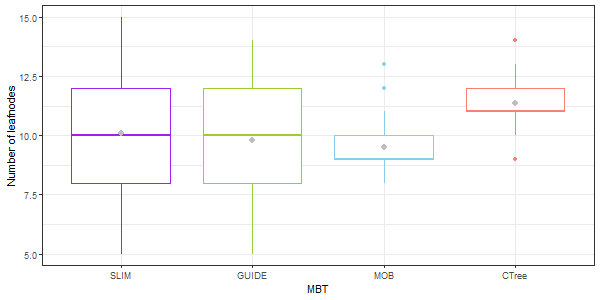 Number of leafnodes
15.0
12.5
10.0
7.5
5.0
SLIM GUIDE MOB CTree
MBT